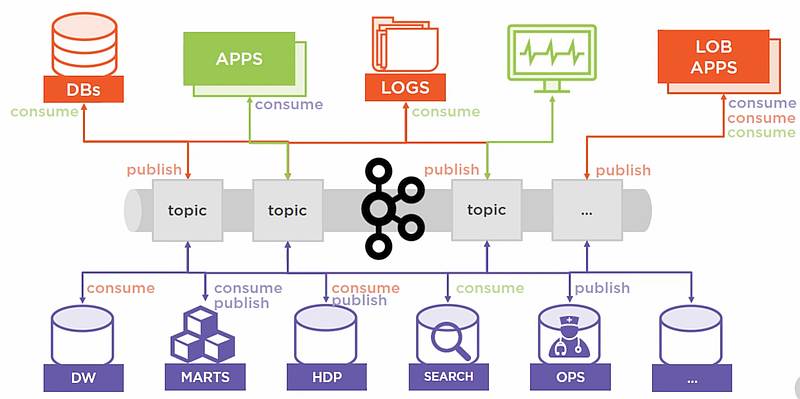 DBs
APPS
LOGS
LOB
APPS
consume
consume
consume
consume
consume
consume
publish
publish
publish
topic
topic
topic
...
consume
consume
publish
consume
publish
consume
publish
DW
MARTS
HDP
SEARCH
OPS
...